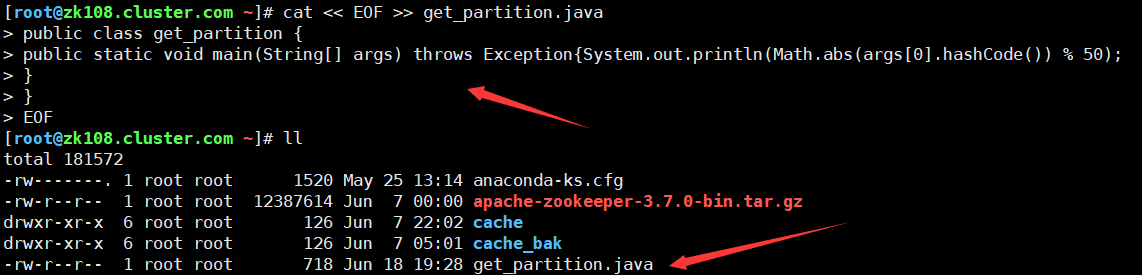 [root@zk108.cluster.com ~]# cat << EOF >> get_partition.java
> public class get_partition {
> public static void main(String[] args) throws Exception{System.out.println(Math.abs(args[0].hashCode()) % 50);
> }
> }
> EOF
[root@zk108.cluster.com ~]# ll
total 181572
-rw-------. 1 root root     1520 May 25 13:14 anaconda-ks.cfg
-rw-r--r--  1 root root 12387614 Jun  7 00:00 apache-zookeeper-3.7.0-bin.tar.gz
drwxr-xr-x  6 root root      126 Jun  7 22:02 cache
drwxr-xr-x  6 root root      126 Jun  7 05:01 cache_bak
-rw-r--r--  1 root root      718 Jun 18 19:28 get_partition.java